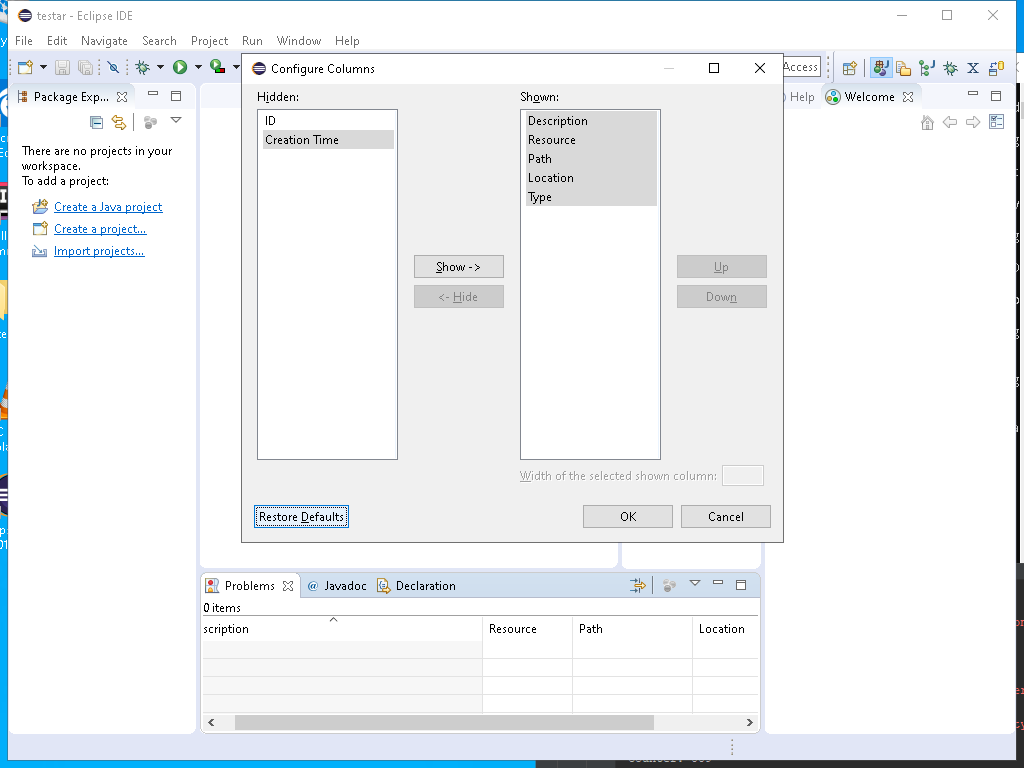 testar - Eclipse IDE
File Edit Navigate Search Project Run Window Help
Configure Columns
Access
Package Exp...
Help
Welcome
Hidden:
Shown:
ID
Creation Time
Description
Resource
Path
Location
Type
There are no projects in your
workspace.
To add a project:
Create a Java project
Create a project...
Import projects...
Show ->
<- Hide
Up
Down
Width of the selected shown column:
Restore Defaults
OK
Cancel
Problems
@ Javadoc
Declaration
0 items
scription
Resource
Path
Location